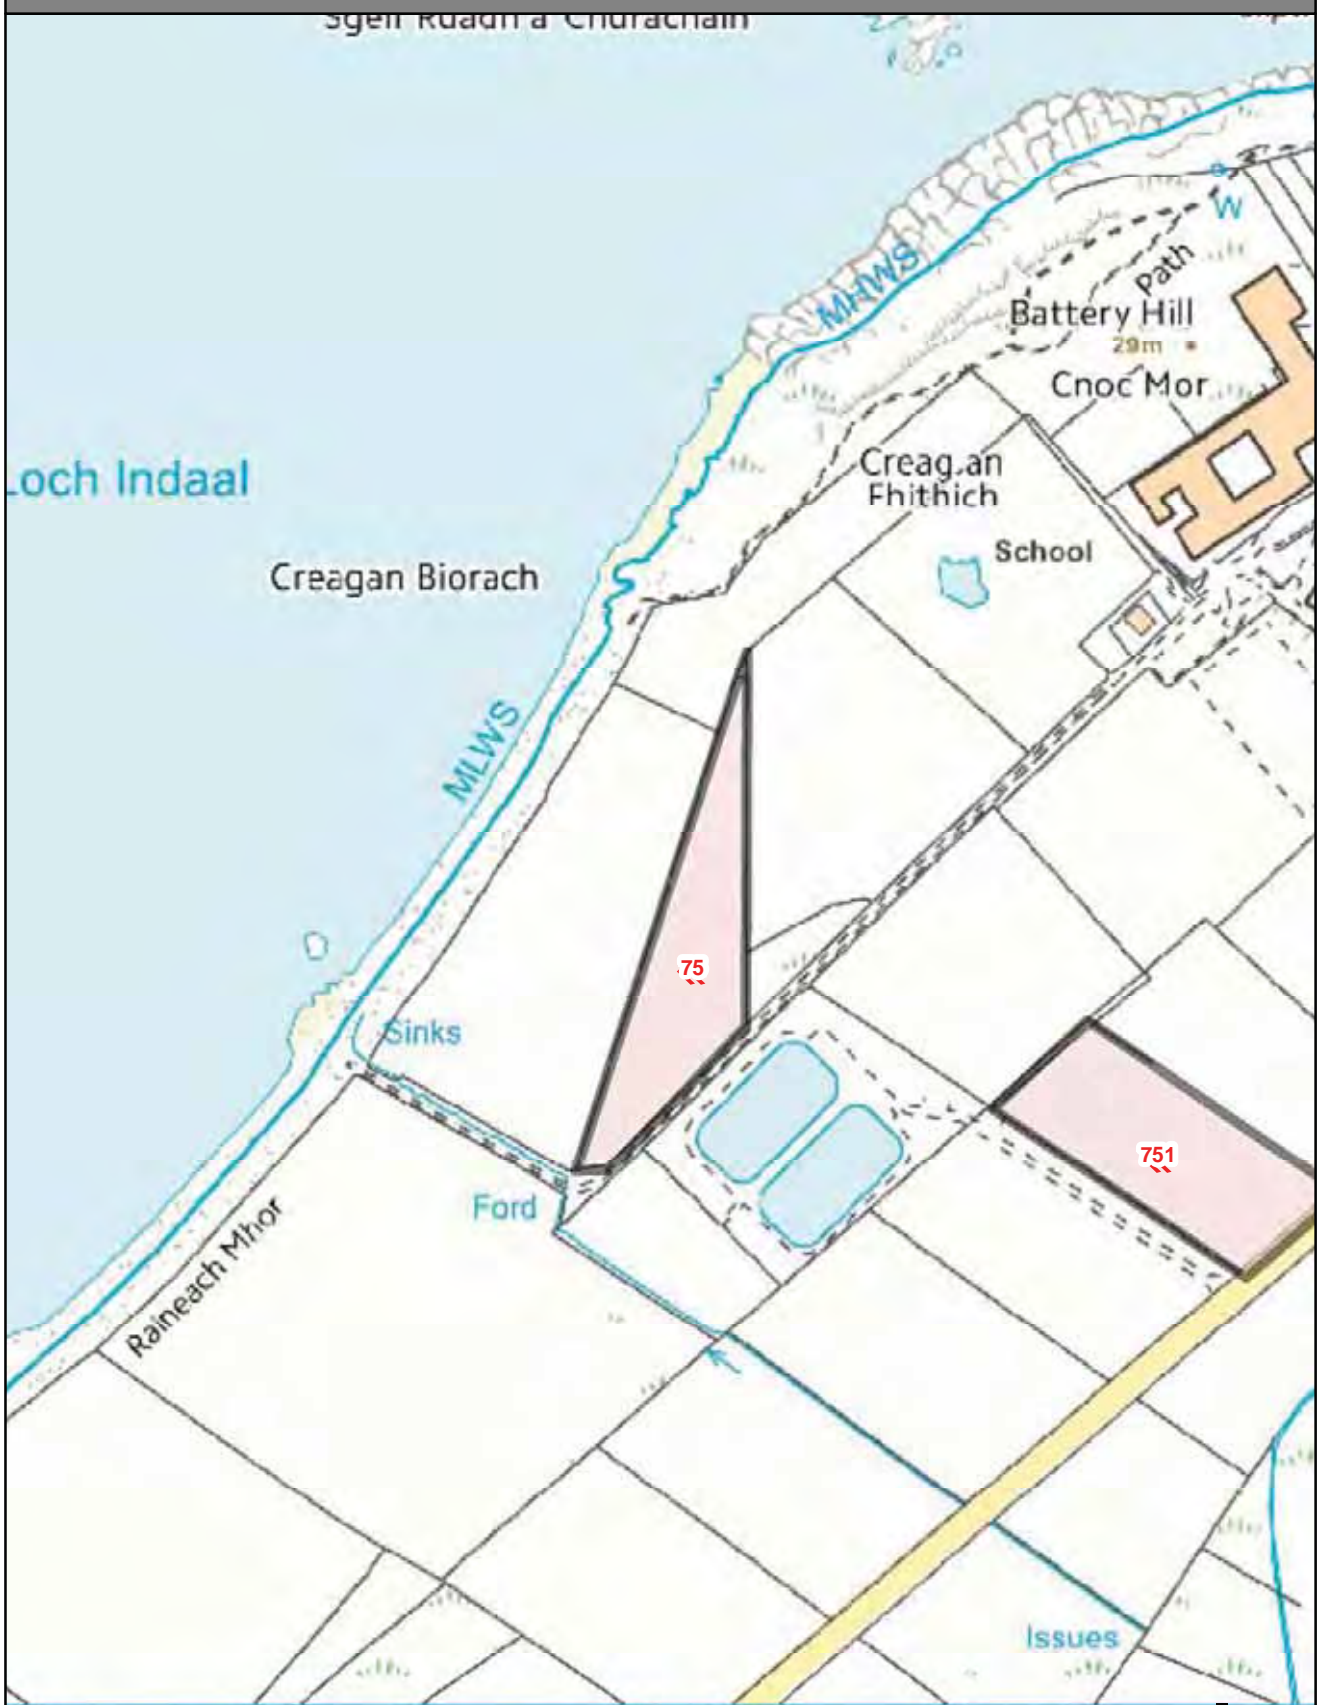 W
MHWS
Path
Battery Hill
29m
Cnoc Mor
Loch Indaal
Creag.an
Fhithich
School
Creagan Biorach
MLWS
75
Sinks
751
Ford
Raineach Mhor
Issues